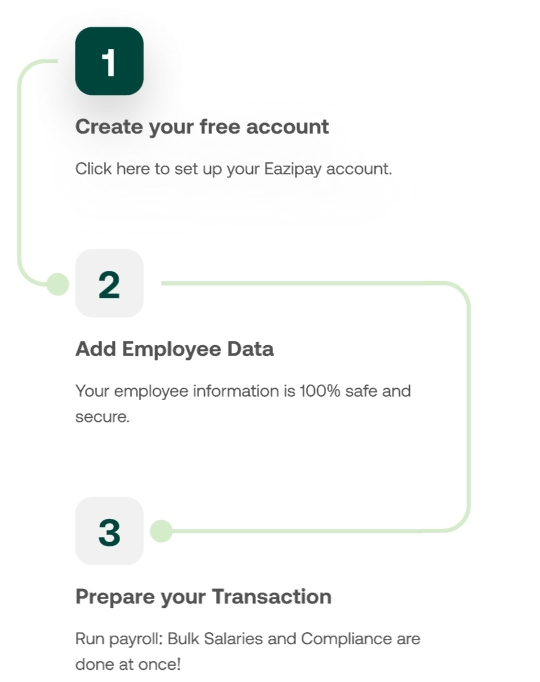 1
Create your free account
Click here to set up your Eazipay account.
2
Add Employee Data
Your employee information is 100% safe and
secure.
3
Prepare your Transaction
Run payroll: Bulk Salaries and Compliance are
done at once!